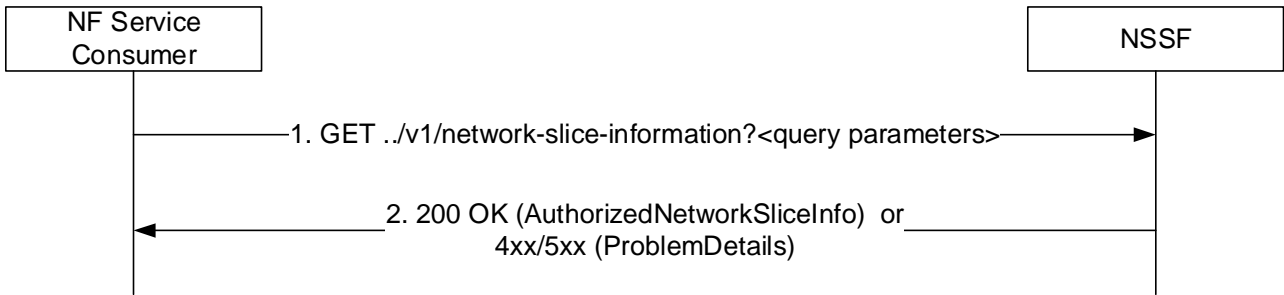 NF Service
Consumer
NSSF
1. GET ../v1/network-slice-information?<query parameters>
2. 200 OK (AuthorizedNetworkSliceInfo)  or
4xx/5xx (ProblemDetails)